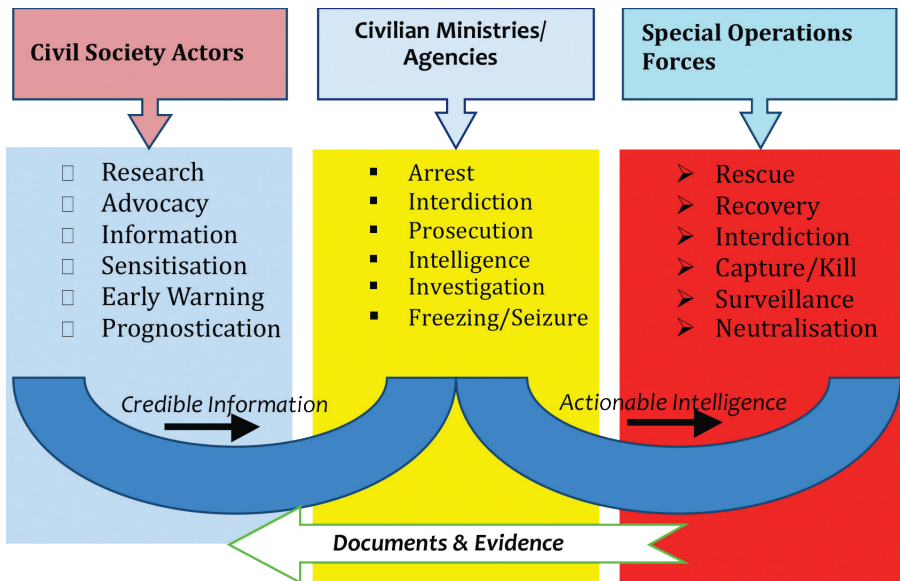 Civil Society Actors
Civilian Ministries/
Agencies
Special Operations
Forces
Research
Advocacy
Information
Sensitisation
Early Warning
Prognostication
Arrest
Interdiction
Prosecution
Intelligence
Investigation
Freezing/Seizure
Rescue
Recovery
Interdiction
Capture/Kill
Surveillance
Neutralisation
Credible Information
Actionable Intelligence
Documents & Evidence